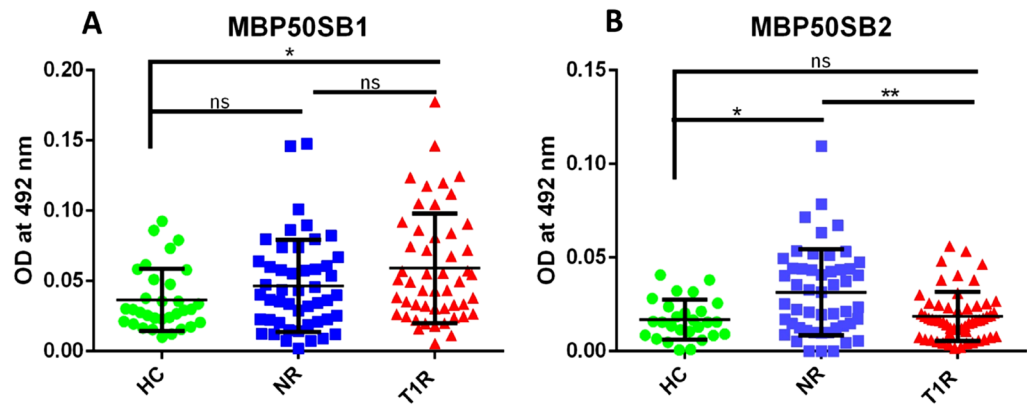 A
MBP50SB1
*
ns
ns
OD at 492 nm
0.20
0.15
0.10
0.05
0.00
HC
NR
T1R
B
MBP50SB2
ns
*
**
OD at 492 nm
0.15
0.10
0.05
0.00
HC
NR
T1R